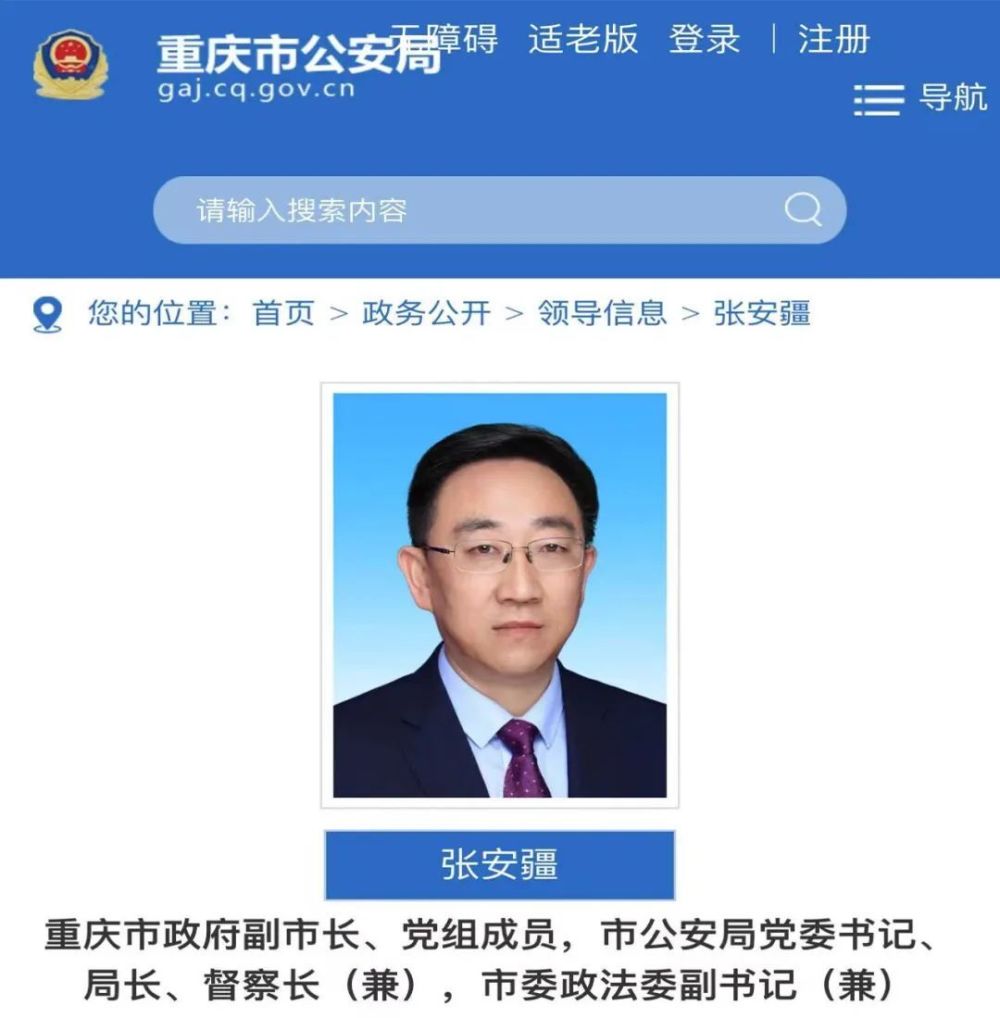 重庆市公安局
无障碍 适老版 登录 | 注册
gaj.cq.gov.cn
导航
请输入搜索内容
您的位置：首页 > 政务公开 > 领导信息 > 张安疆
张安疆
重庆市政府副市长、党组成员，市公安局党委书记、
局长、督察长（兼），市委政法委副书记（兼）